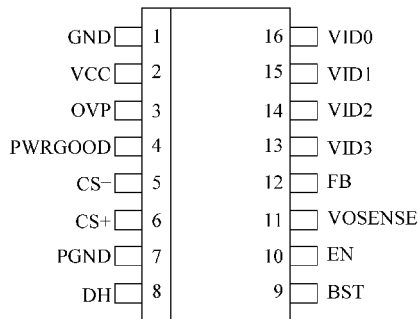 GND 1 16 VID0
VCC 2 15 VID1
OVP 3 14 VID2
PWRGOOD 4 13 VID3
CS− 5 12 FB
CS+ 6 11 VOSENSE
PGND 7 10 EN
DH 8 9 BST